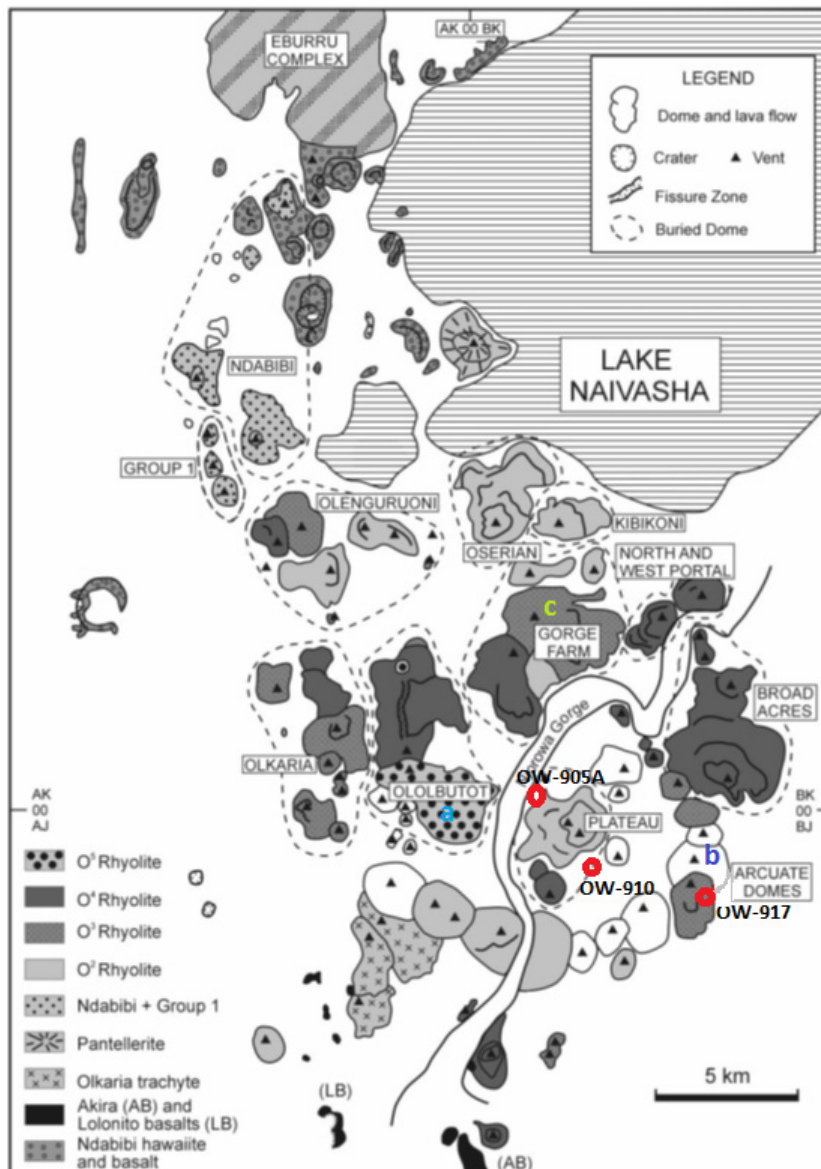 AK 00 BK
EBURRU
COMPLEX
LEGEND
Dome and lava flow
Crater
Vent
Fissure Zone
Buried Dome
LAKE
NAIVASHA
NDABIBI
GROUP 1
OLENGURUONI
KIBIKONI
OSERIAN
NORTH AND
WEST PORTAL
c
GORGE
FARM
BROAD
ACRES
OLKARIA
OLOLBUTOT
a
orowa Gorge
OW-905A
PLATEAU
AK
00
AJ
BK
00
BJ
b
ARCUATE
DOMES
OW-910
OW-917
O⁵ Rhyolite
O⁴ Rhyolite
O³ Rhyolite
O² Rhyolite
Ndabibi + Group 1
Pantellerite
Olkaria trachyte
Akira (AB) and
Lolonito basalts (LB)
Ndabibi hawaiite
and basalt
(LB)
(AB)
5 km